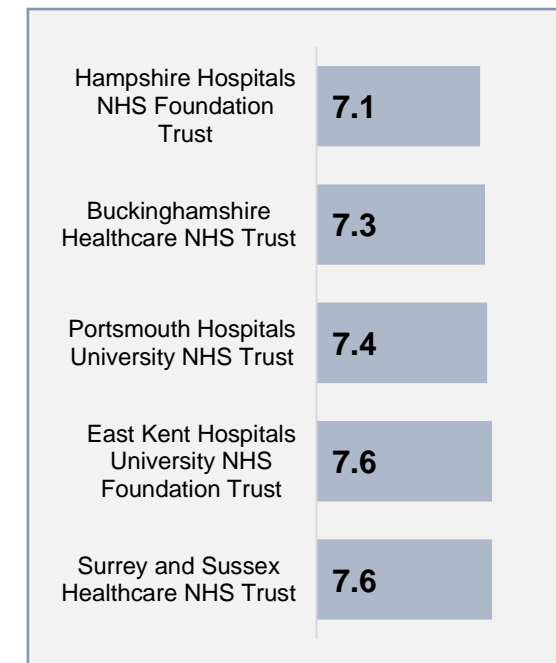 Hampshire Hospitals
NHS Foundation
Trust
7.1
Buckinghamshire
Healthcare NHS Trust
7.3
Portsmouth Hospitals
University NHS Trust
7.4
East Kent Hospitals
University NHS
Foundation Trust
7.6
Surrey and Sussex
Healthcare NHS Trust
7.6